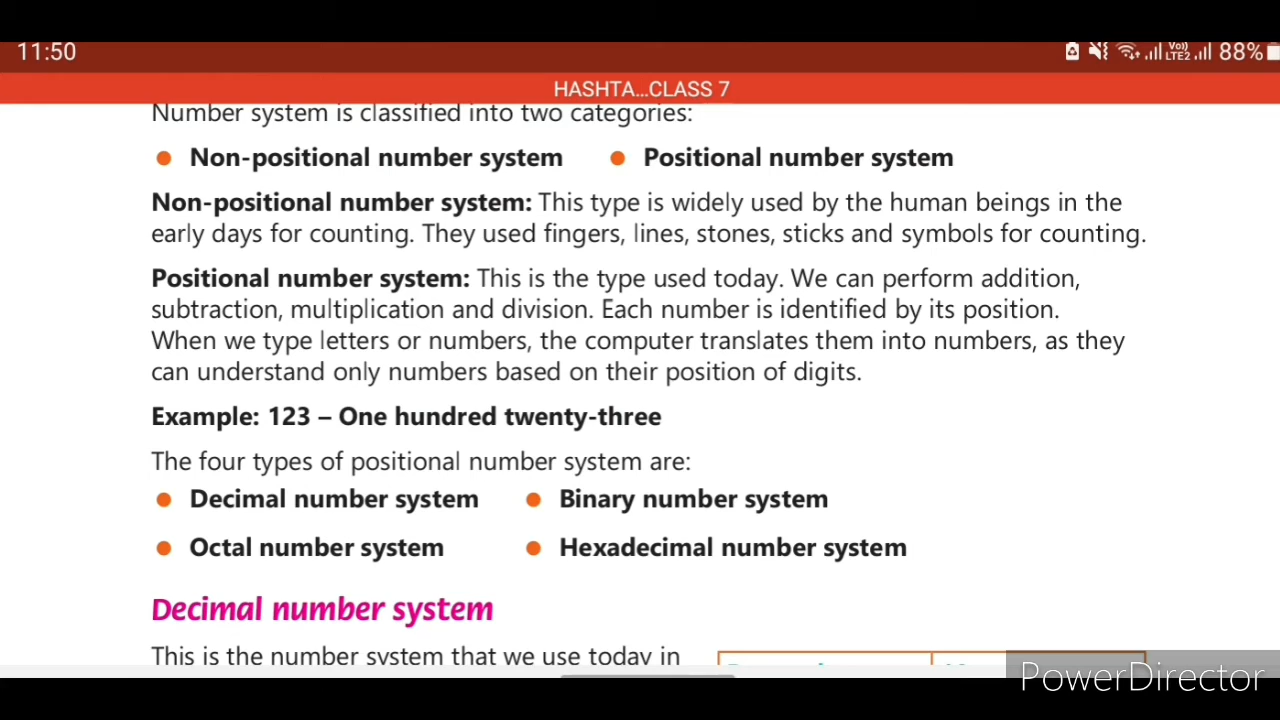 11:50 Vo)) LTE2 88%
HASHTA...CLASS 7
Number system is classified into two categories:
Non-positional number system Positional number system
Non-positional number system: This type is widely used by the human beings in the
early days for counting. They used fingers, lines, stones, sticks and symbols for counting.
Positional number system: This is the type used today. We can perform addition,
subtraction, multiplication and division. Each number is identified by its position.
When we type letters or numbers, the computer translates them into numbers, as they
can understand only numbers based on their position of digits.
Example: 123 – One hundred twenty-three
The four types of positional number system are:
Decimal number system Binary number system
Octal number system Hexadecimal number system
Decimal number system
This is the number system that we use today in
PowerDirector